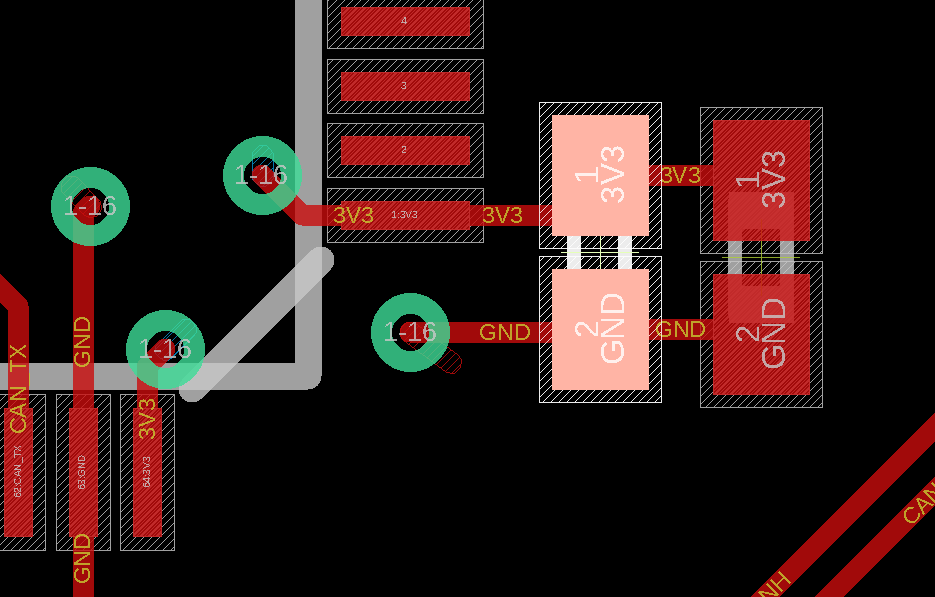 4
3
2
1-16
1-16
3V3
1:3V3
3V3
1
3V3
3V3
1
3V3
1-16
GND
1-16
GND
2
GND
GND
2
GND
CAN_TX
3V3
62:CAN_TX
63:GND
64:3V3
GND
CAN
NH